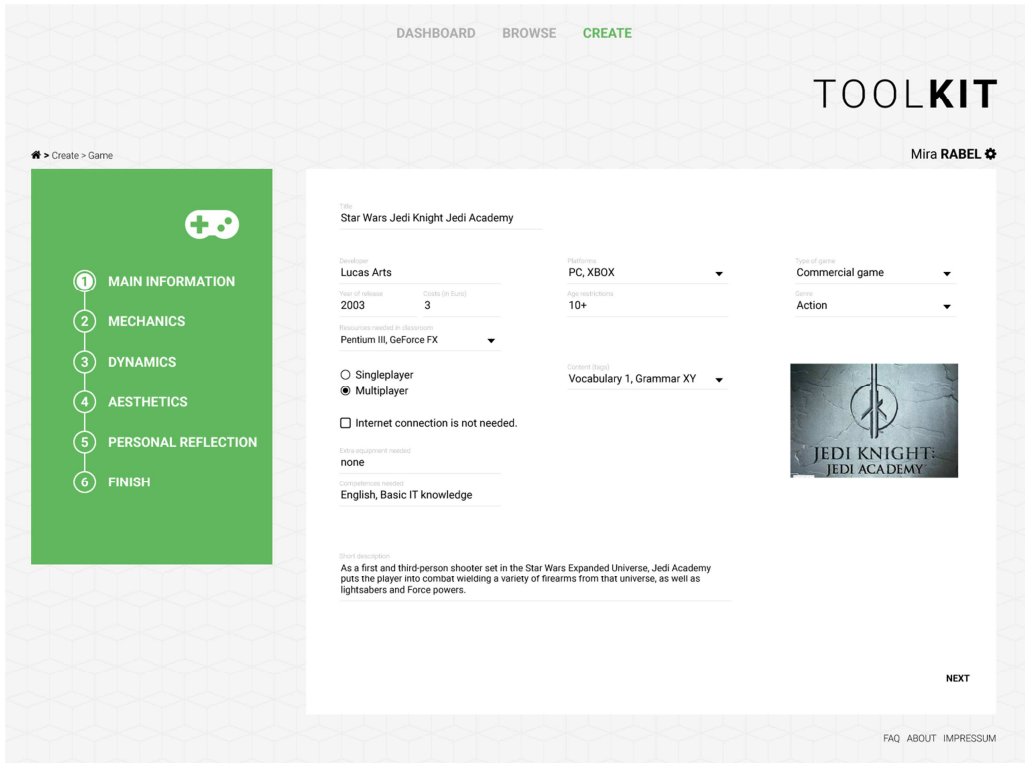 DASHBOARD BROWSE CREATE
TOOLKIT
> Create > Game
Mira RABEL
1 MAIN INFORMATION
2 MECHANICS
3 DYNAMICS
4 AESTHETICS
5 PERSONAL REFLECTION
6 FINISH
Title
Star Wars Jedi Knight Jedi Academy
Developer
Lucas Arts
Platforms
PC, XBOX
Type of game
Commercial game
Year of release
2003
Costs (in Euro)
3
Age restrictions
10+
Genre
Action
Resources needed in classroom
Pentium III, GeForce FX
Singleplayer
Multiplayer
Content (tags)
Vocabulary 1, Grammar XY
JEDI KNIGHT:
JEDI ACADEMY
Internet connection is not needed.
Extra equipment needed
none
Competences needed
English, Basic IT knowledge
Short description
As a first and third-person shooter set in the Star Wars Expanded Universe, Jedi Academy
puts the player into combat wielding a variety of firearms from that universe, as well as
lightsabers and Force powers.
NEXT
FAQ ABOUT IMPRESSUM